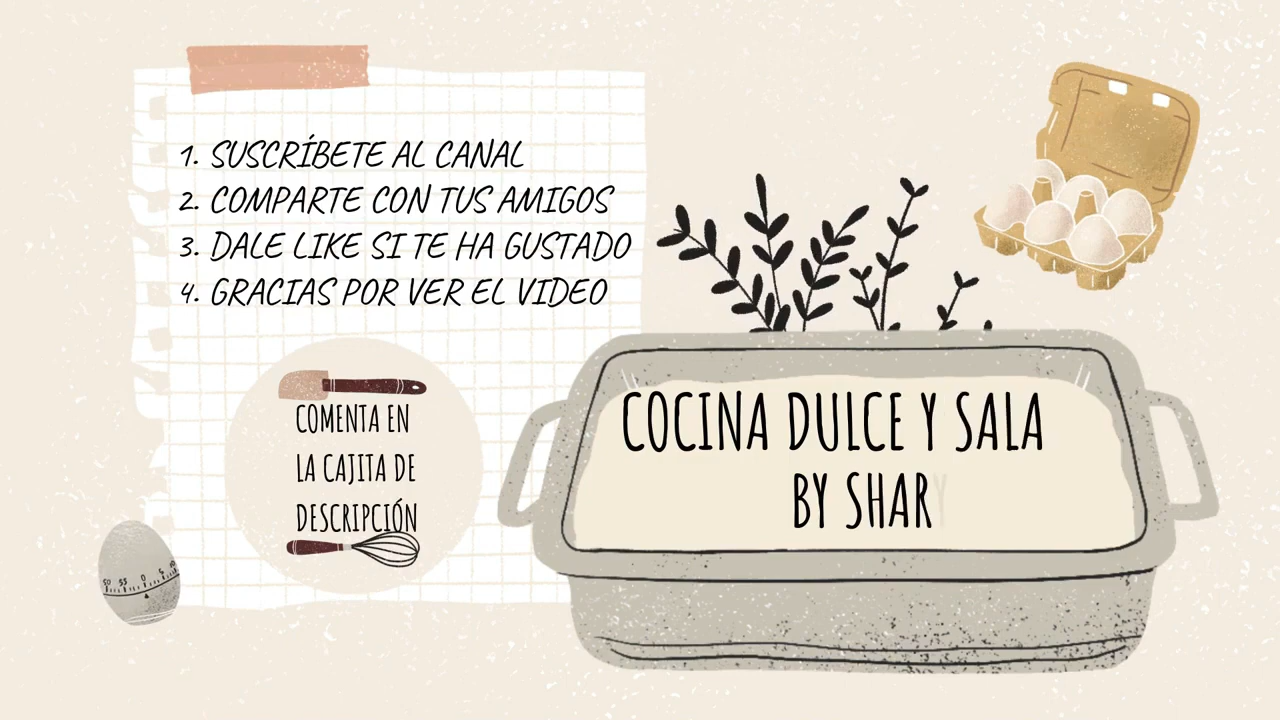 1. SUSCRÍBETE AL CANAL
2. COMPARTE CON TUS AMIGOS
3. DALE LIKE SI TE HA GUSTADO
4. GRACIAS POR VER EL VIDEO
COMENTA EN
LA CAJITA DE
DESCRIPCIÓN
COCINA DULCE Y SALA
BY SHARY